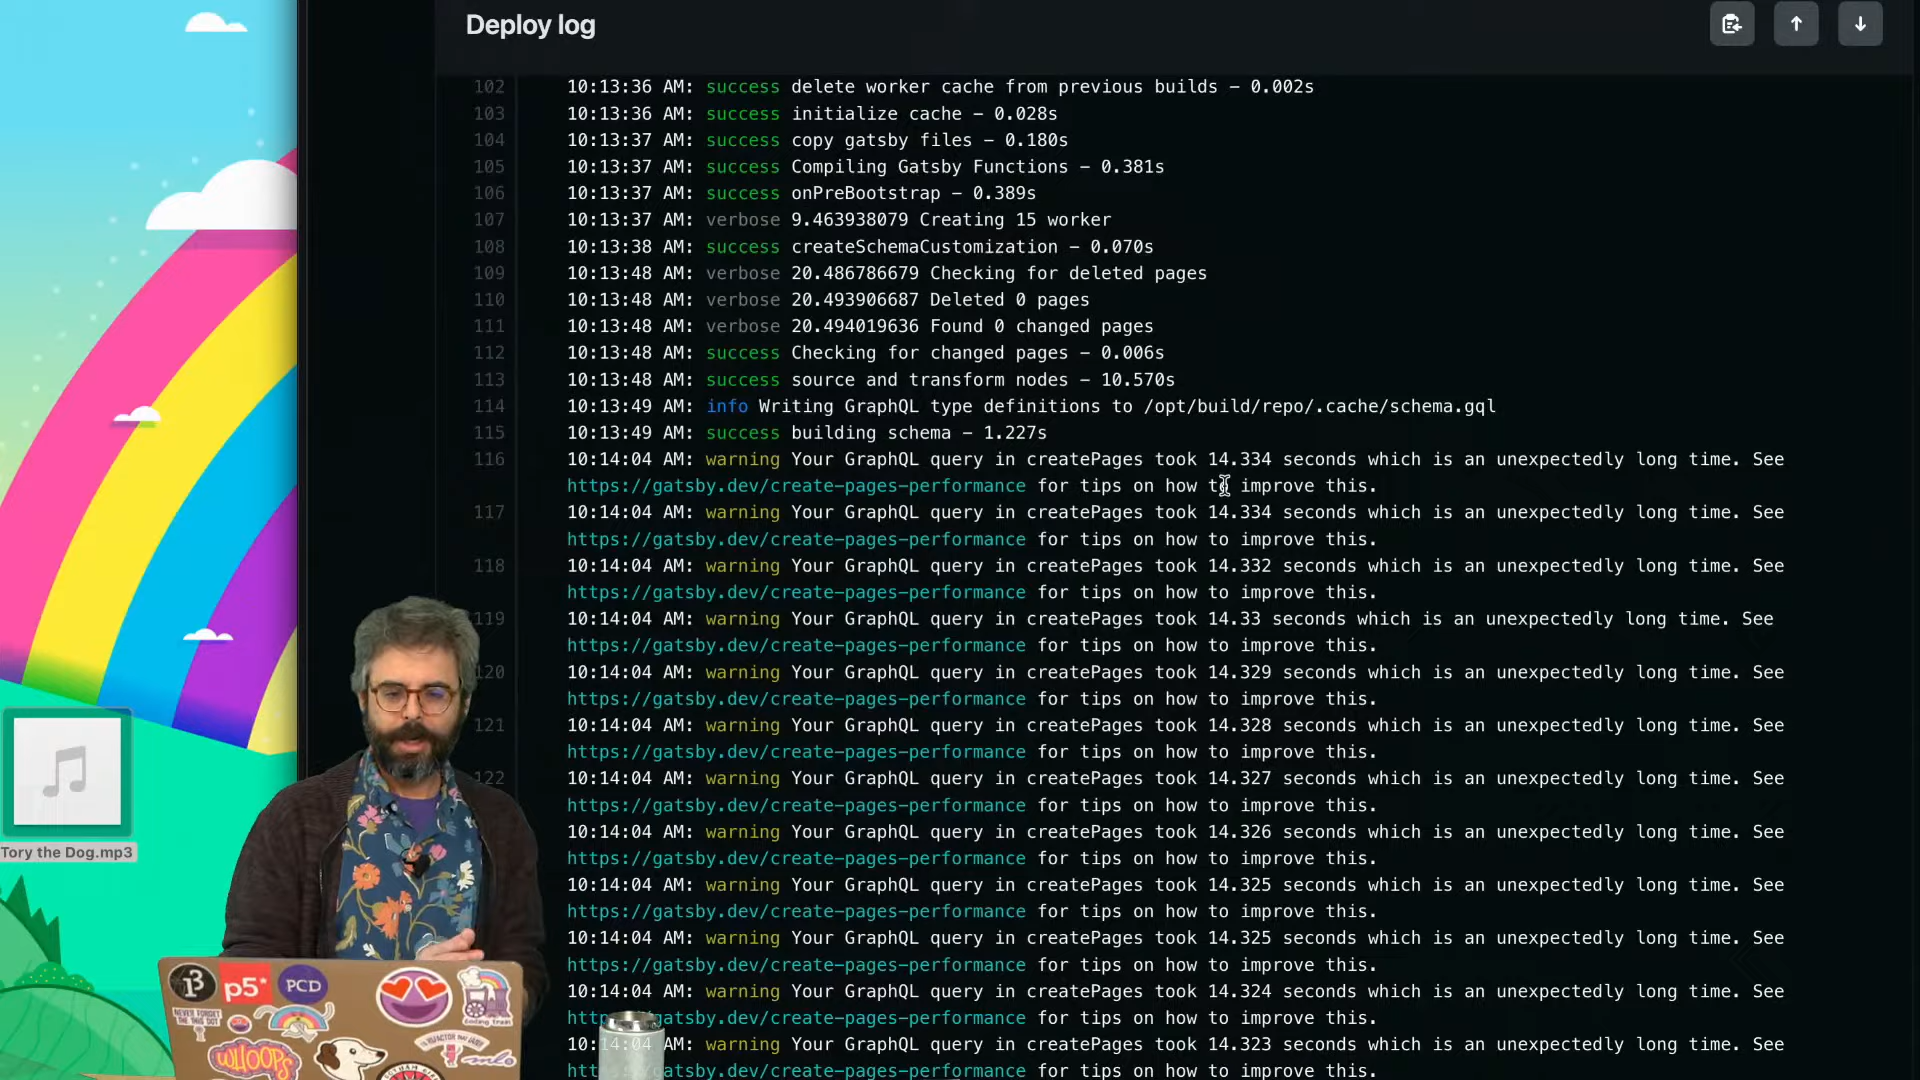 Deploy log
102 10:13:36 AM: success delete worker cache from previous builds – 0.002s
103 10:13:36 AM: success initialize cache – 0.028s
104 10:13:37 AM: success copy gatsby files – 0.180s
105 10:13:37 AM: success Compiling Gatsby Functions – 0.381s
106 10:13:37 AM: success onPreBootstrap – 0.389s
107 10:13:37 AM: verbose 9.463938079 Creating 15 worker
108 10:13:38 AM: success createSchemaCustomization – 0.070s
109 10:13:48 AM: verbose 20.486786679 Checking for deleted pages
110 10:13:48 AM: verbose 20.493906687 Deleted 0 pages
111 10:13:48 AM: verbose 20.494019636 Found 0 changed pages
112 10:13:48 AM: success Checking for changed pages – 0.006s
113 10:13:48 AM: success source and transform nodes – 10.570s
114 10:13:49 AM: info Writing GraphQL type definitions to /opt/build/repo/.cache/schema.gql
115 10:13:49 AM: success building schema – 1.227s
116 10:14:04 AM: warning Your GraphQL query in createPages took 14.334 seconds which is an unexpectedly long time. See
https://gatsby.dev/create-pages-performance for tips on how to improve this.
117 10:14:04 AM: warning Your GraphQL query in createPages took 14.334 seconds which is an unexpectedly long time. See
https://gatsby.dev/create-pages-performance for tips on how to improve this.
118 10:14:04 AM: warning Your GraphQL query in createPages took 14.332 seconds which is an unexpectedly long time. See
https://gatsby.dev/create-pages-performance for tips on how to improve this.
119 10:14:04 AM: warning Your GraphQL query in createPages took 14.33 seconds which is an unexpectedly long time. See
https://gatsby.dev/create-pages-performance for tips on how to improve this.
120 10:14:04 AM: warning Your GraphQL query in createPages took 14.329 seconds which is an unexpectedly long time. See
https://gatsby.dev/create-pages-performance for tips on how to improve this.
121 10:14:04 AM: warning Your GraphQL query in createPages took 14.328 seconds which is an unexpectedly long time. See
https://gatsby.dev/create-pages-performance for tips on how to improve this.
122 10:14:04 AM: warning Your GraphQL query in createPages took 14.327 seconds which is an unexpectedly long time. See
https://gatsby.dev/create-pages-performance for tips on how to improve this.
10:14:04 AM: warning Your GraphQL query in createPages took 14.326 seconds which is an unexpectedly long time. See
https://gatsby.dev/create-pages-performance for tips on how to improve this.
10:14:04 AM: warning Your GraphQL query in createPages took 14.325 seconds which is an unexpectedly long time. See
https://gatsby.dev/create-pages-performance for tips on how to improve this.
10:14:04 AM: warning Your GraphQL query in createPages took 14.325 seconds which is an unexpectedly long time. See
https://gatsby.dev/create-pages-performance for tips on how to improve this.
10:14:04 AM: warning Your GraphQL query in createPages took 14.324 seconds which is an unexpectedly long time. See
https://gatsby.dev/create-pages-performance for tips on how to improve this.
10:14:04 AM: warning Your GraphQL query in createPages took 14.323 seconds which is an unexpectedly long time. See
gatsby.dev/create-pages-performance for tips on how to improve this.
Tory the Dog.mp3
p5*
PCD
NEVER FORGET
THE THIS DOT
coding train
WHOOPS
mlo